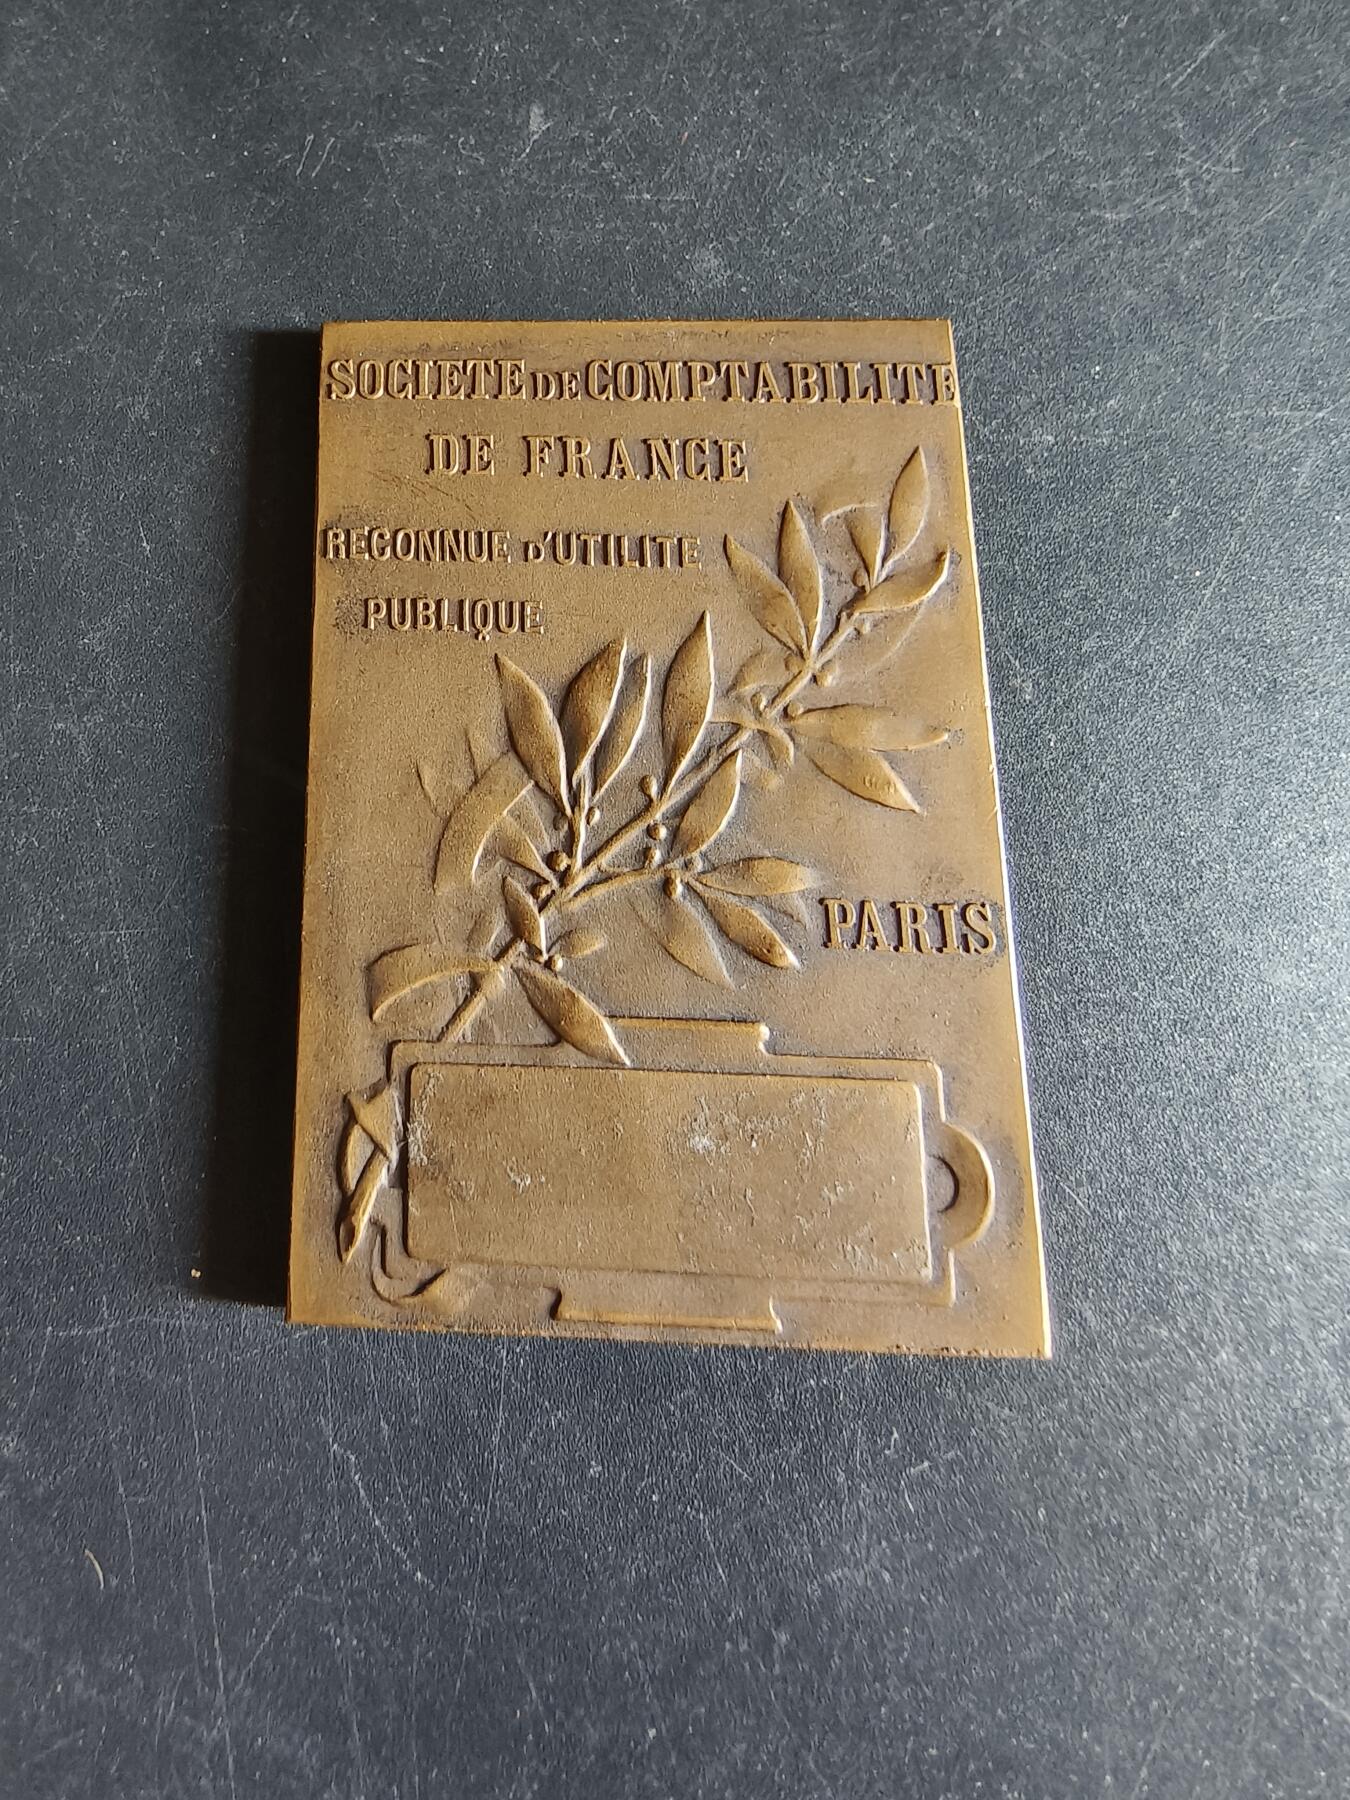 SOCIETE DE COMPTABILITE
DE FRANCE
RECONNUE D'UTILITE
PUBLIQUE
PARIS